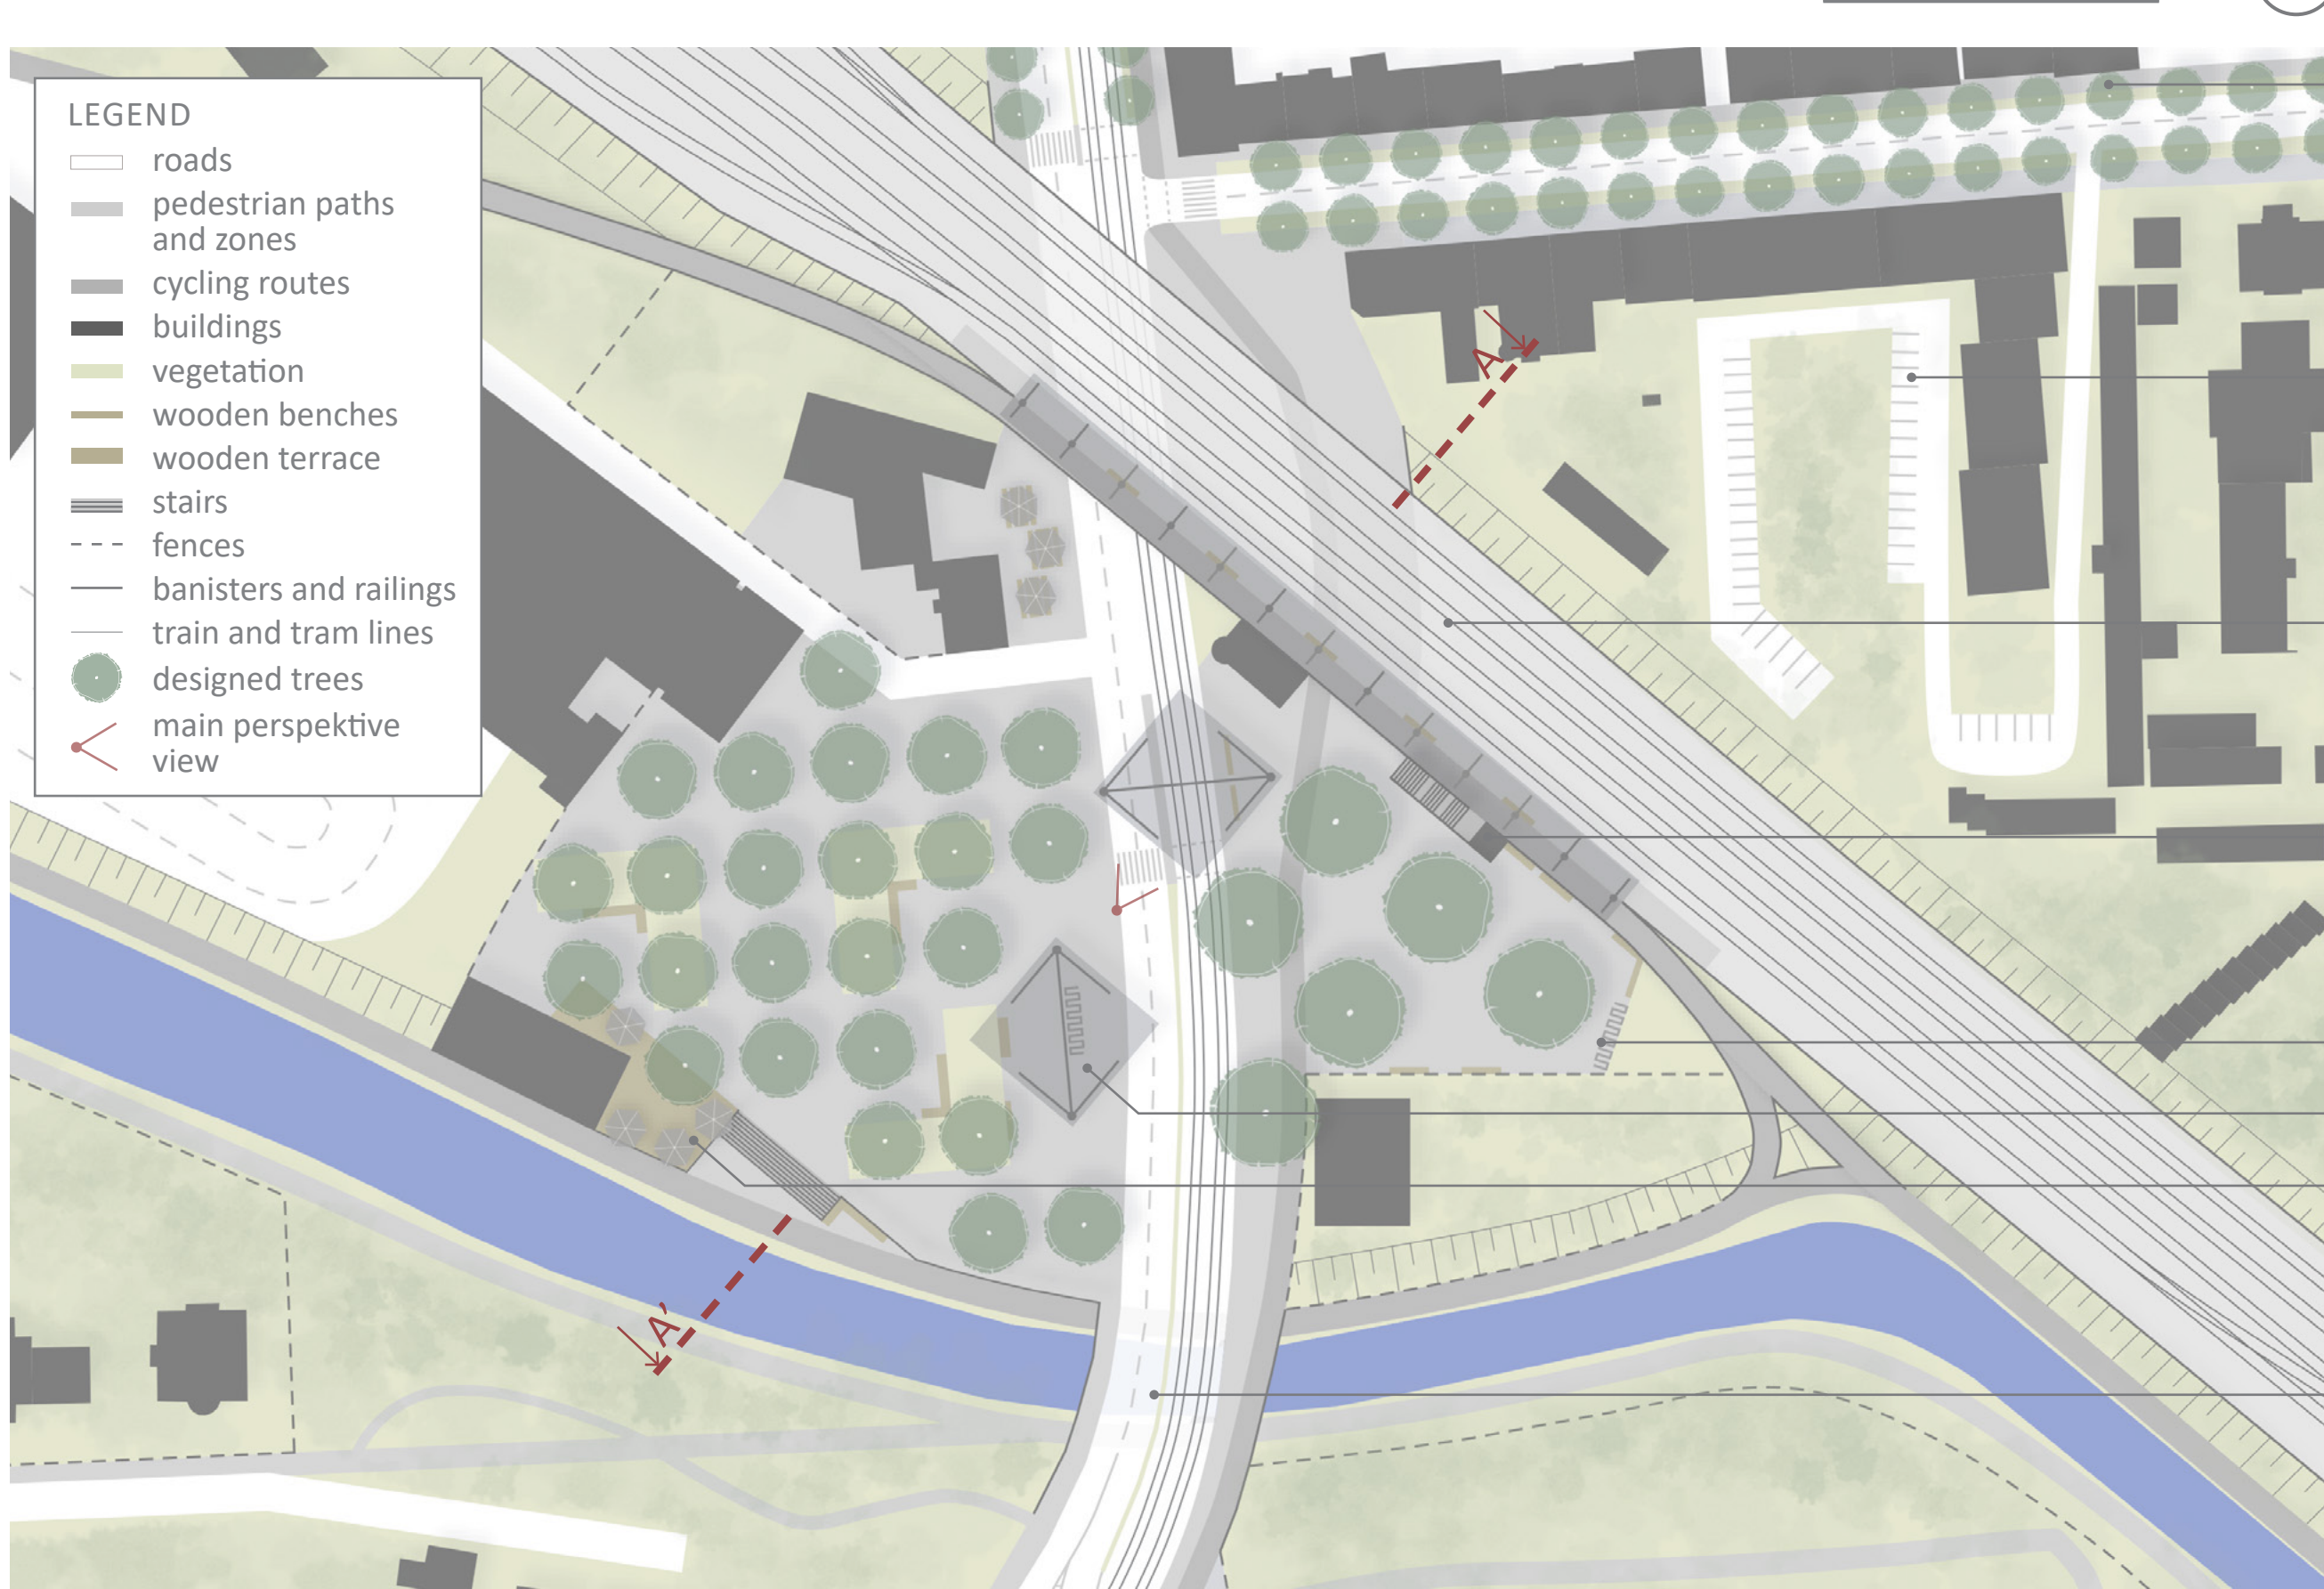 LEGEND
roads
pedestrian paths
and zones
cycling routes
buildings
vegetation
wooden benches
wooden terrace
stairs
fences
banisters and railings
train and tram lines
designed trees
main perspektive
view
A
A'